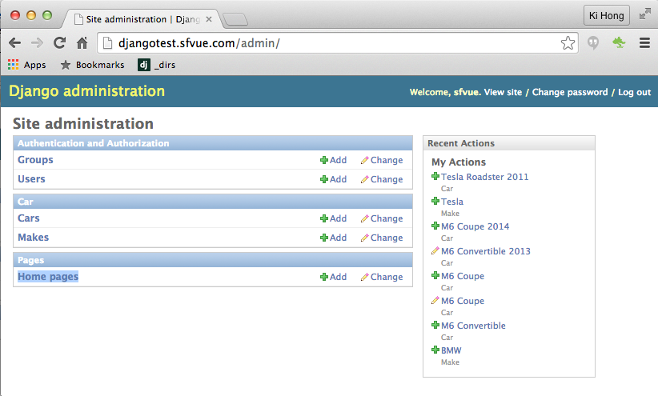 Site administration | Djang
Ki Hong
djangotest.sfvue.com/admin/
Apps Bookmarks dj _dirs
Django administration
Welcome, sfvue. View site / Change password / Log out
Site administration
Authentication and Authorization
Groups Add Change
Users Add Change
Car
Cars Add Change
Makes Add Change
Pages
Home pages Add Change
Recent Actions
My Actions
Tesla Roadster 2011
Car
Tesla
Make
M6 Coupe 2014
Car
M6 Convertible 2013
Car
M6 Coupe
Car
M6 Coupe
Car
M6 Convertible
Car
BMW
Make